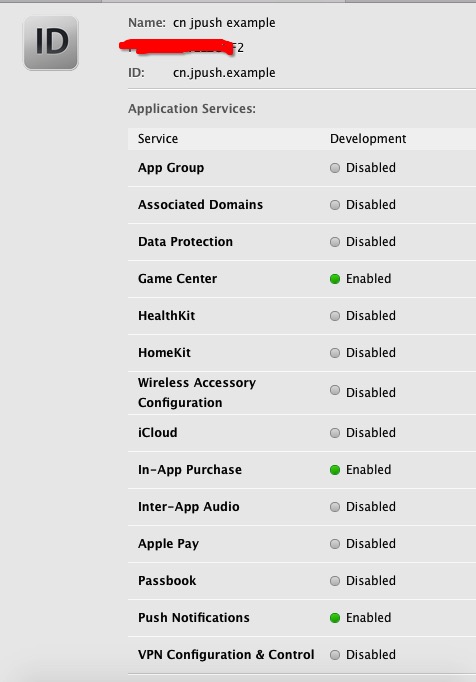 ID
Name: cn jpush example
F2
ID: cn.jpush.example
Application Services:
Service Development
App Group Disabled
Associated Domains Disabled
Data Protection Disabled
Game Center Enabled
HealthKit Disabled
HomeKit Disabled
Wireless Accessory
Configuration Disabled
iCloud Disabled
In-App Purchase Enabled
Inter-App Audio Disabled
Apple Pay Disabled
Passbook Disabled
Push Notifications Enabled
VPN Configuration & Control Disabled